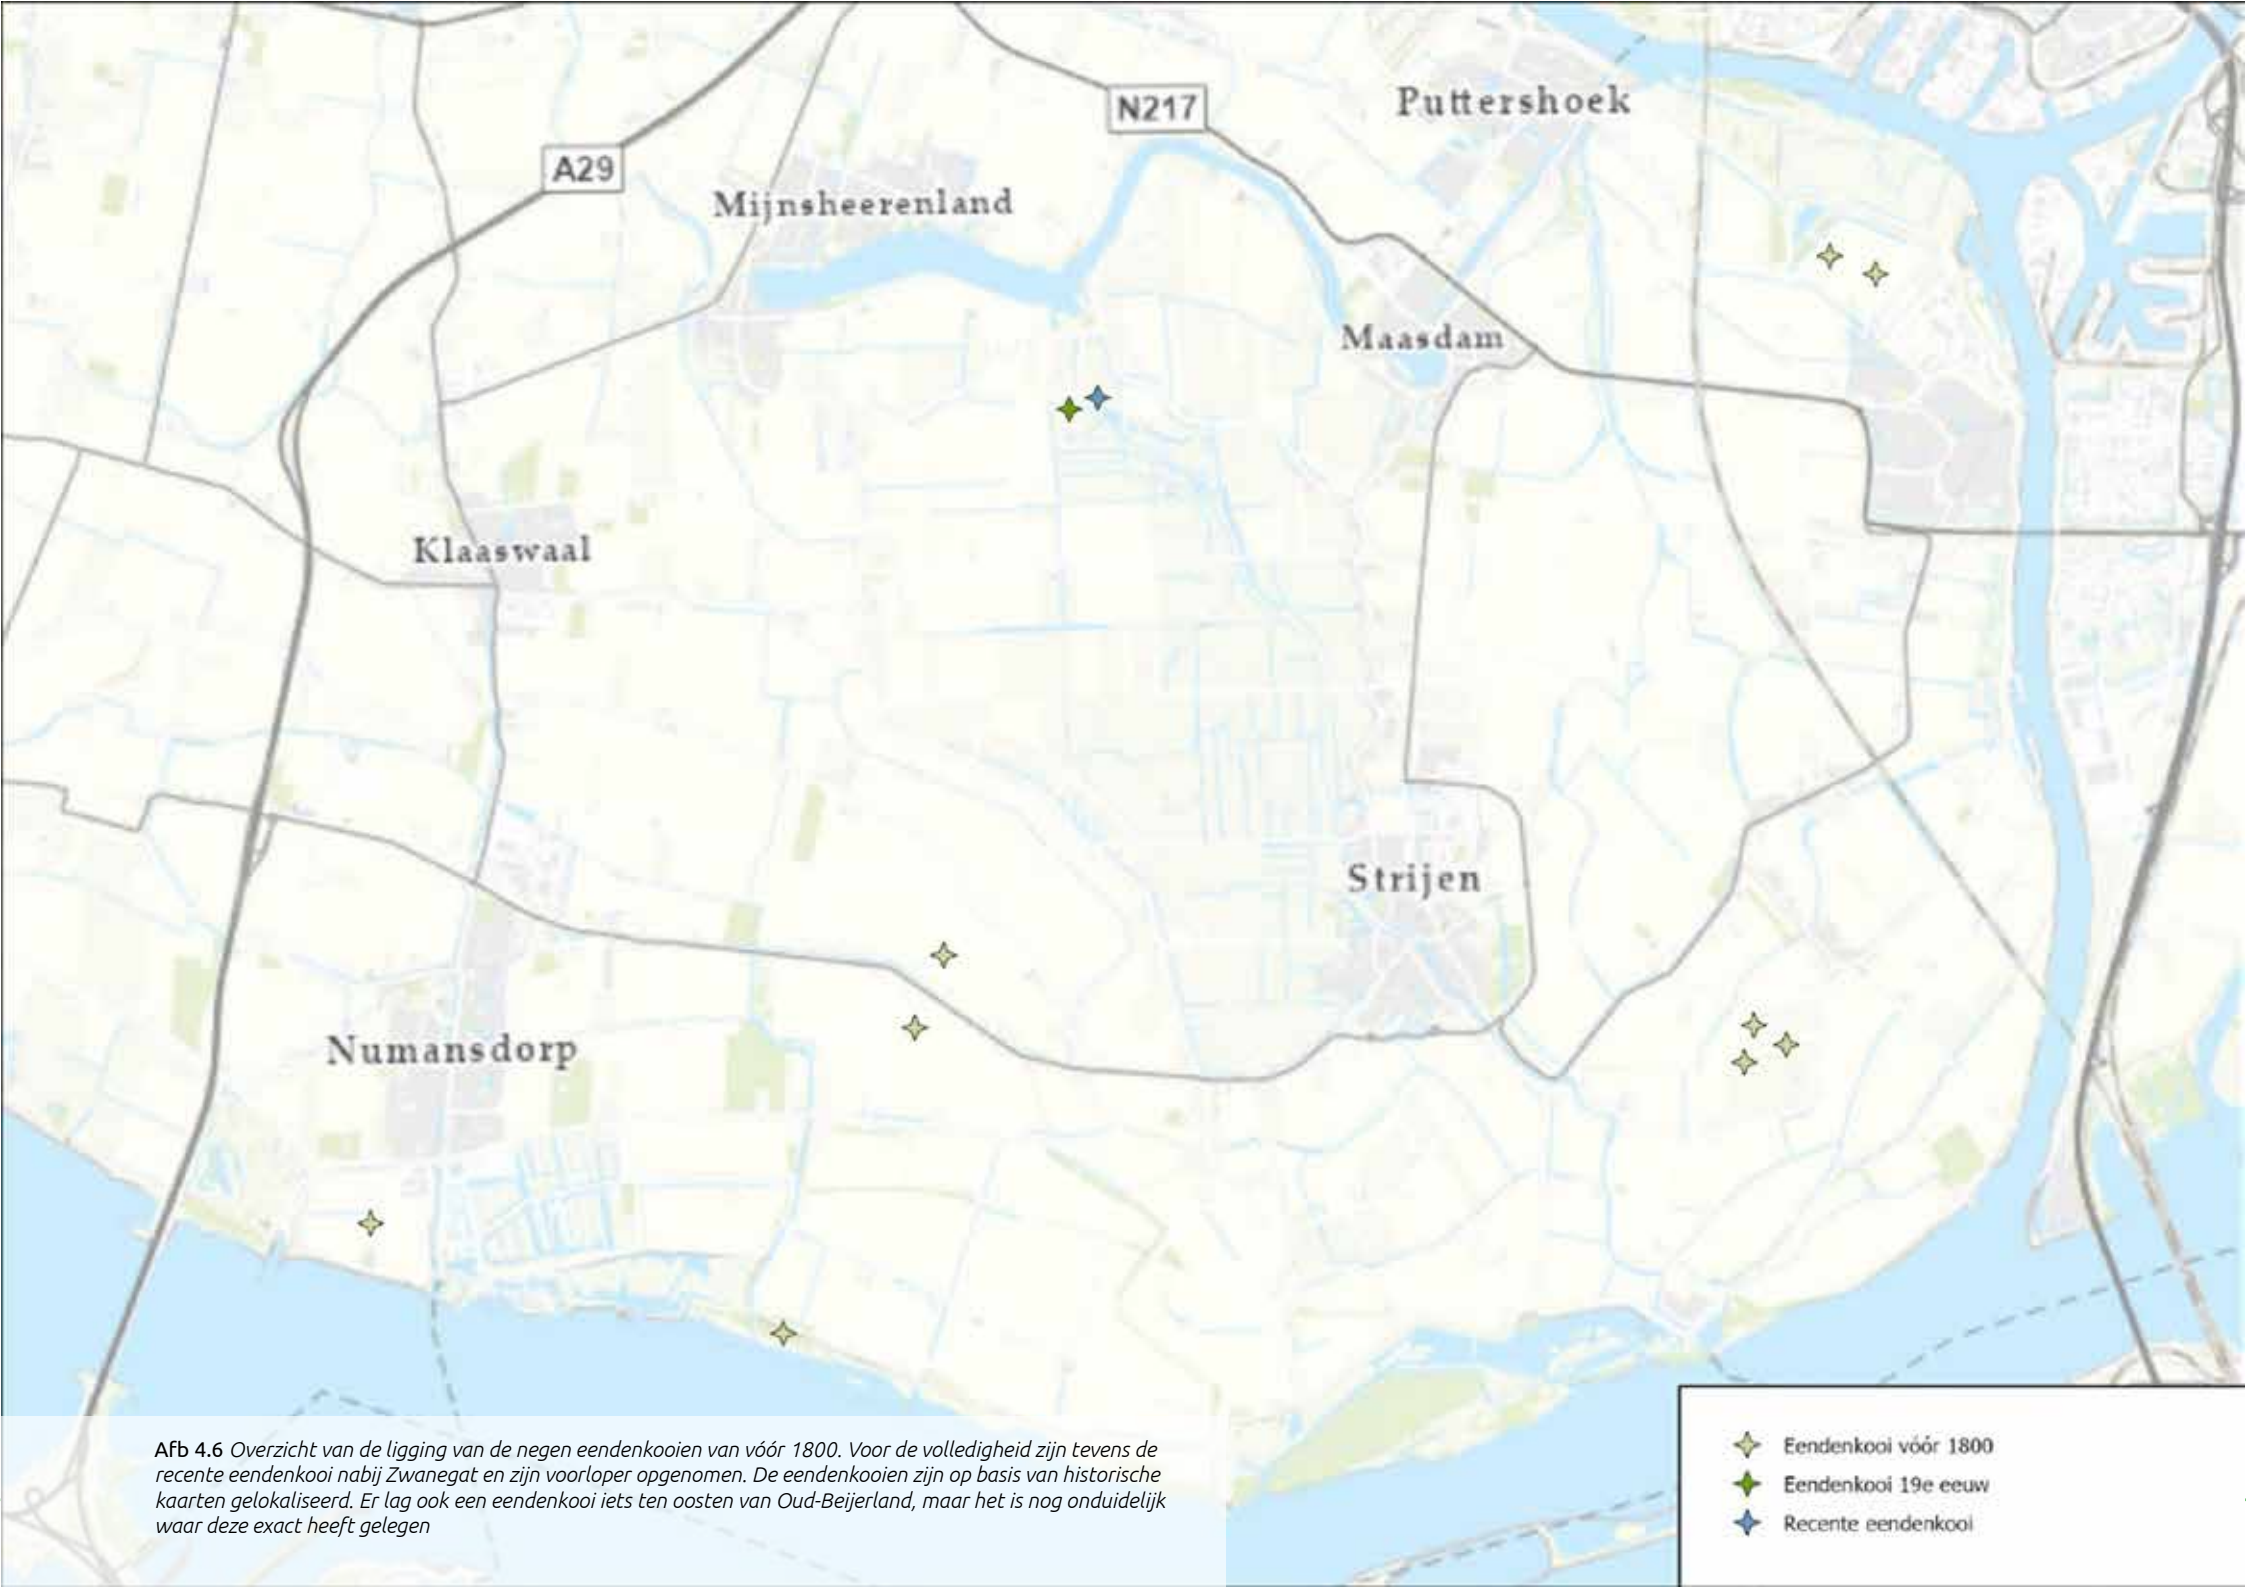 Puttershoek
N217
A29
Mijnsheerenland
Maasdam
Klaaswaal
Strijen
Numansdorp
Afb 4.6 Overzicht van de ligging van de negen eendenkooien van vóór 1800. Voor de volledigheid zijn tevens de
recente eendenkooi nabij Zwanegat en zijn voorloper opgenomen. De eendenkooien zijn op basis van historische
kaarten gelokaliseerd. Er lag ook een eendenkooi iets ten oosten van Oud-Beijerland, maar het is nog onduidelijk
waar deze exact heeft gelegen
Eendenkooi vóór 1800
Eendenkooi 19e eeuw
Recente eendenkooi